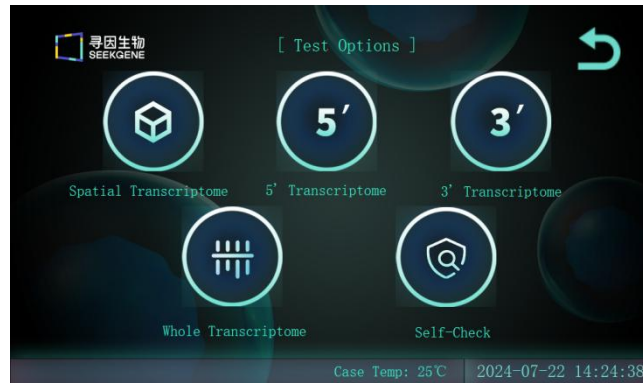 寻因生物
SEEKGENE
[ Test Options ]
5′
3′
Spatial Transcriptome
5’ Transcriptome
3’ Transcriptome
Whole Transcriptome
Self-Check
Case Temp: 25℃
2024-07-22 14:24:38